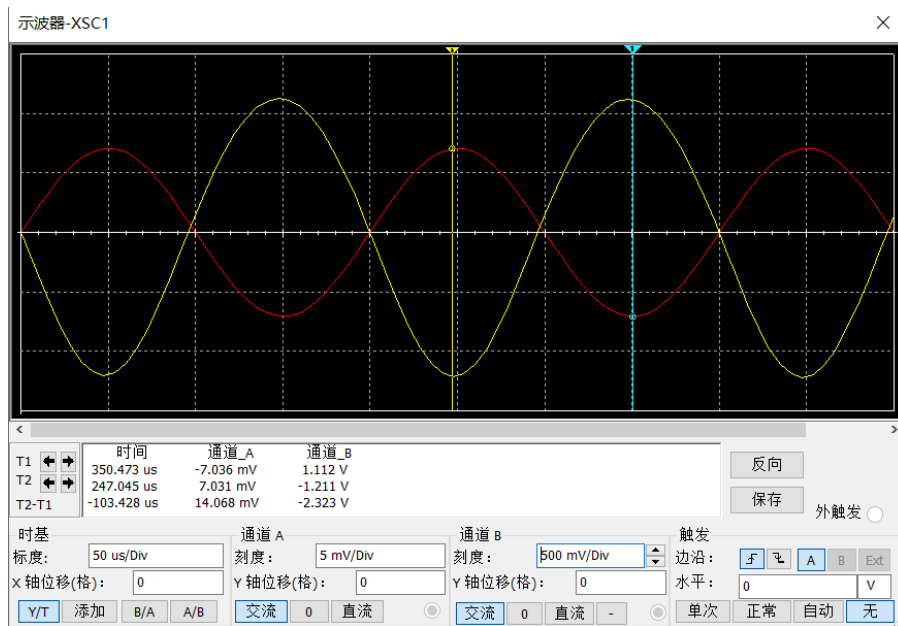 示波器-XSC1
3
1
时间 通道_A 通道_B
T1 350.473 us -7.036 mV 1.112 V
T2 247.045 us 7.031 mV -1.211 V
T2-T1 -103.428 us 14.068 mV -2.323 V
反向
保存
外触发
时基 通道 A 通道 B 触发
标度: 50 us/Div 刻度: 5 mV/Div 刻度: 500 mV/Div 边沿: A B Ext
X 轴位移(格): 0 Y 轴位移(格): 0 Y 轴位移(格): 0 水平: 0 V
Y/T 添加 B/A A/B 交流 0 直流 交流 0 直流 - 单次 正常 自动 无